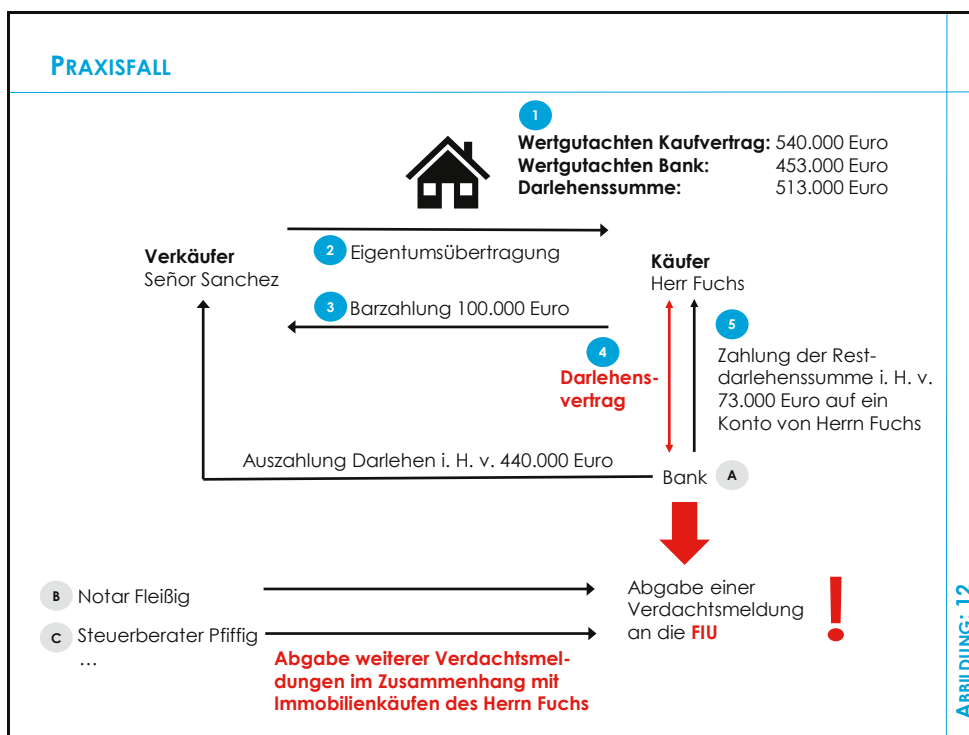 PRAXISFALL
1
Wertgutachten Kaufvertrag: 540.000 Euro
Wertgutachten Bank: 453.000 Euro
Darlehenssumme: 513.000 Euro
Verkäufer
Señor Sanchez
2 Eigentumsübertragung
Käufer
Herr Fuchs
3 Barzahlung 100.000 Euro
4
Darlehens-
vertrag
5
Zahlung der Rest-
darlehenssumme i. H. v.
73.000 Euro auf ein
Konto von Herrn Fuchs
Auszahlung Darlehen i. H. v. 440.000 Euro
Bank A
B Notar Fleißig
C Steuerberater Pfiffig
...
Abgabe einer
Verdachtsmeldung
an die FIU
!
Abgabe weiterer Verdachtsmel-
dungen im Zusammenhang mit
Immobilienkäufen des Herrn Fuchs
ABBILDUNG: 12